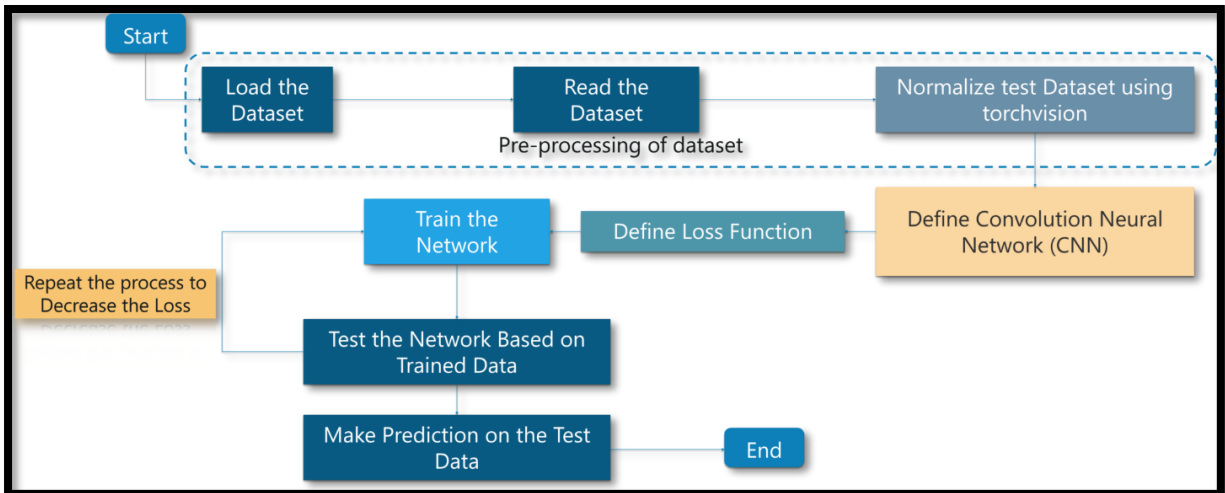 Start
Load the
Dataset
Read the
Dataset
Normalize test Dataset using
torchvision
Pre-processing of dataset
Define Convolution Neural
Network (CNN)
Define Loss Function
Train the
Network
Repeat the process to
Decrease the Loss
Test the Network Based on
Trained Data
Make Prediction on the Test
Data
End